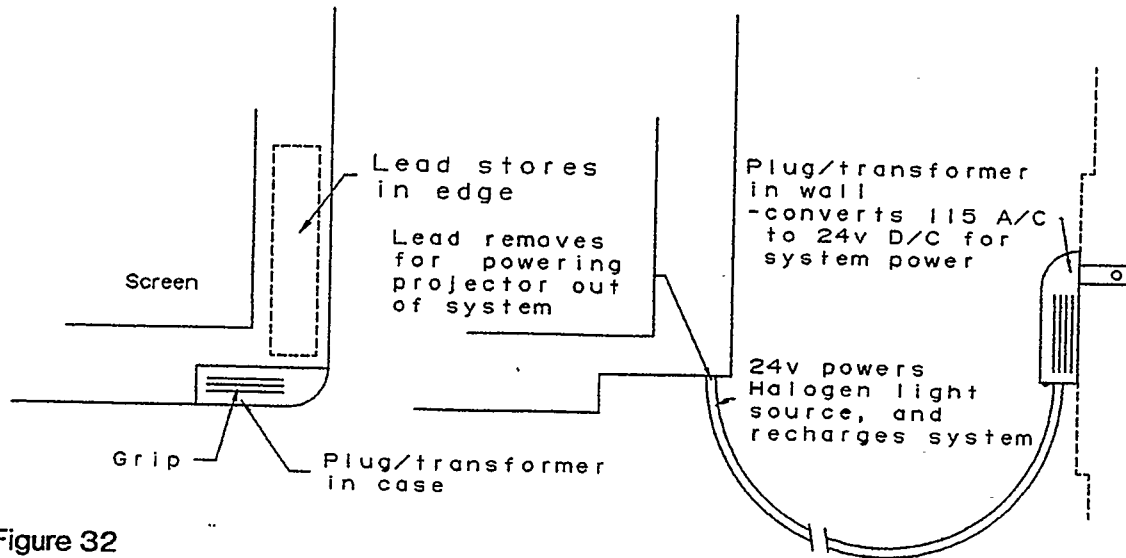 Lead stores
in edge
Lead removes
for powering
projector out
of system
Screen
Grip
Plug/transformer
in case
Plug/transformer
in wall
-converts 115 A/C
to 24v D/C for
system power
24v powers
Halogen light
source, and
recharges system
Figure 32